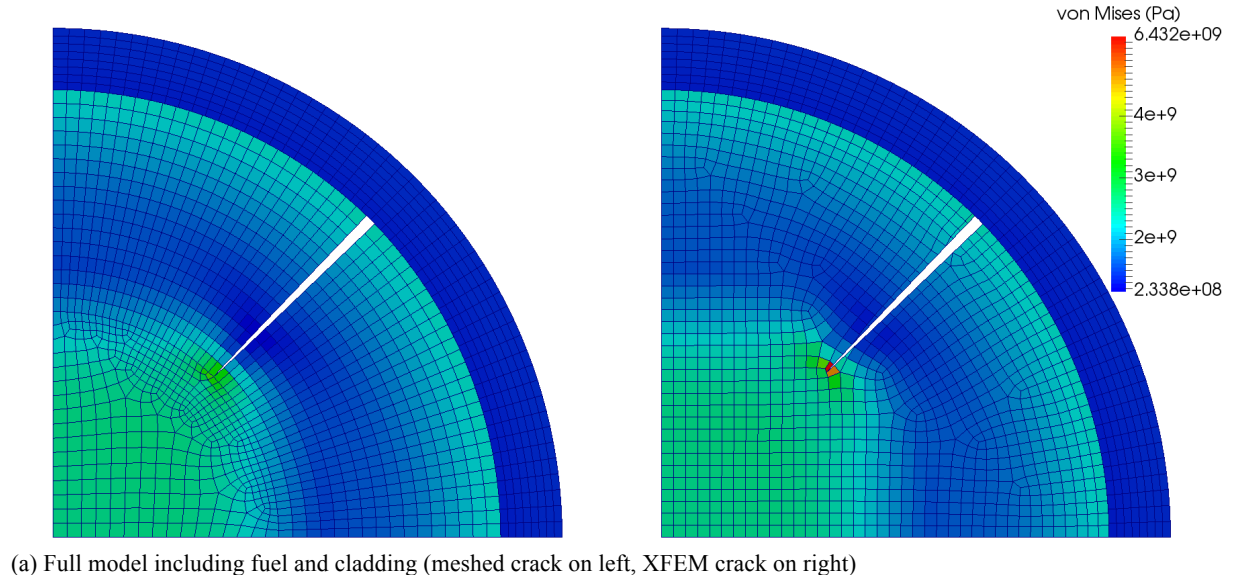 von Mises (Pa)
6.432e+09
4e+9
3e+9
2e+9
2.338e+08
(a) Full model including fuel and cladding (meshed crack on left, XFEM crack on right)